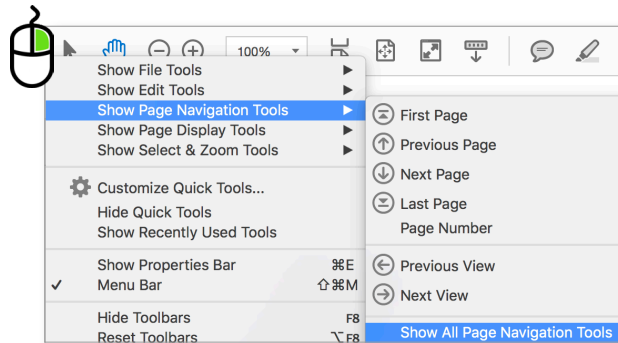 100%
Show File Tools
Show Edit Tools
Show Page Navigation Tools
Show Page Display Tools
Show Select & Zoom Tools
Customize Quick Tools...
Hide Quick Tools
Show Recently Used Tools
Show Properties Bar ⌘E
✓ Menu Bar ⇧⌘M
Hide Toolbars F8
Reset Toolbars ⌥F8
First Page
Previous Page
Next Page
Last Page
Page Number
Previous View
Next View
Show All Page Navigation Tools